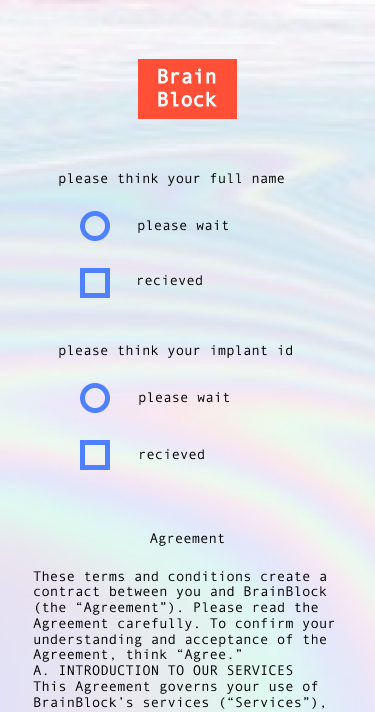 Brain
Block
please think your full name
please wait
recieved
please think your implant id
please wait
recieved
Agreement
These terms and conditions create a
contract between you and BrainBlock
(the “Agreement”). Please read the
Agreement carefully. To confirm your
understanding and acceptance of the
Agreement, think “Agree.”
A. INTRODUCTION TO OUR SERVICES
This Agreement governs your use of
BrainBlock’s services (“Services”),